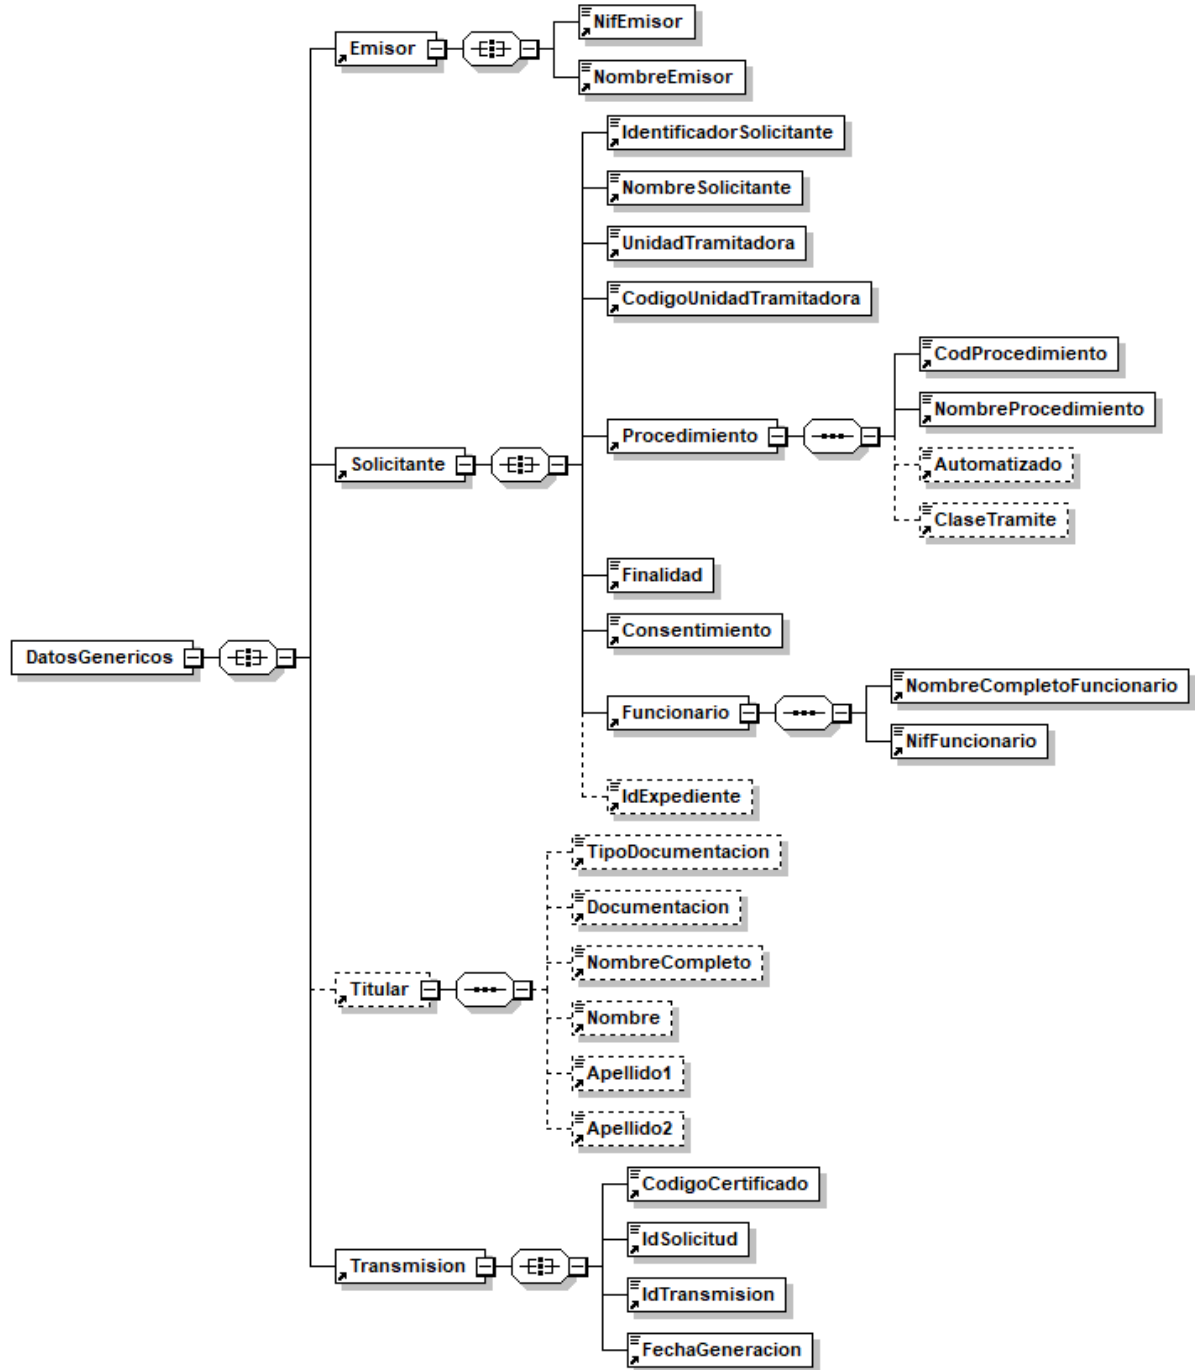 Emisor
NifEmisor
NombreEmisor
IdentificadorSolicitante
NombreSolicitante
UnidadTramitadora
CodigoUnidadTramitadora
CodProcedimiento
NombreProcedimiento
Procedimiento
Solicitante
Automatizado
ClaseTramite
Finalidad
Consentimiento
DatosGenericos
NombreCompletoFuncionario
Funcionario
NifFuncionario
IdExpediente
TipoDocumentacion
Documentacion
NombreCompleto
Titular
Nombre
Apellido1
Apellido2
CodigoCertificado
IdSolicitud
Transmision
IdTransmision
FechaGeneracion